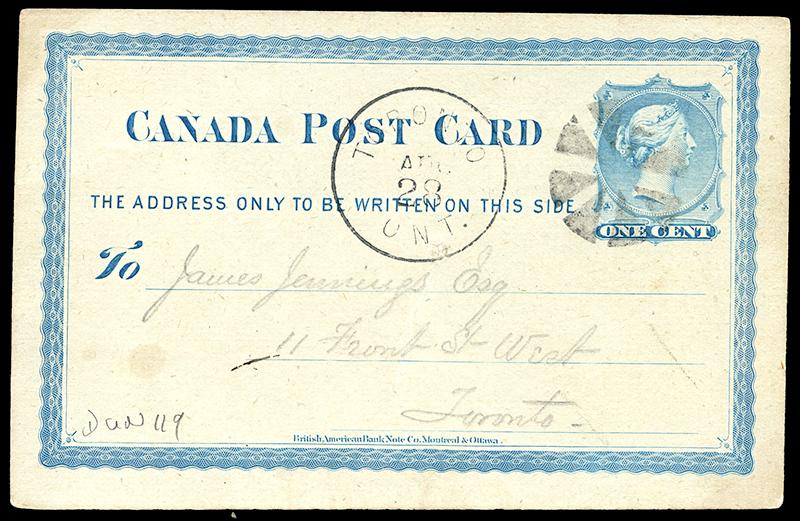 CANADA POST CARD
TORONTO
28
ONT.
ONE CENT
THE ADDRESS ONLY TO BE WRITTEN ON THIS SIDE
To James Jennings Esq
11 Front St West
Toronto
119
British American Bank Note Co. Montreal & Ottawa.